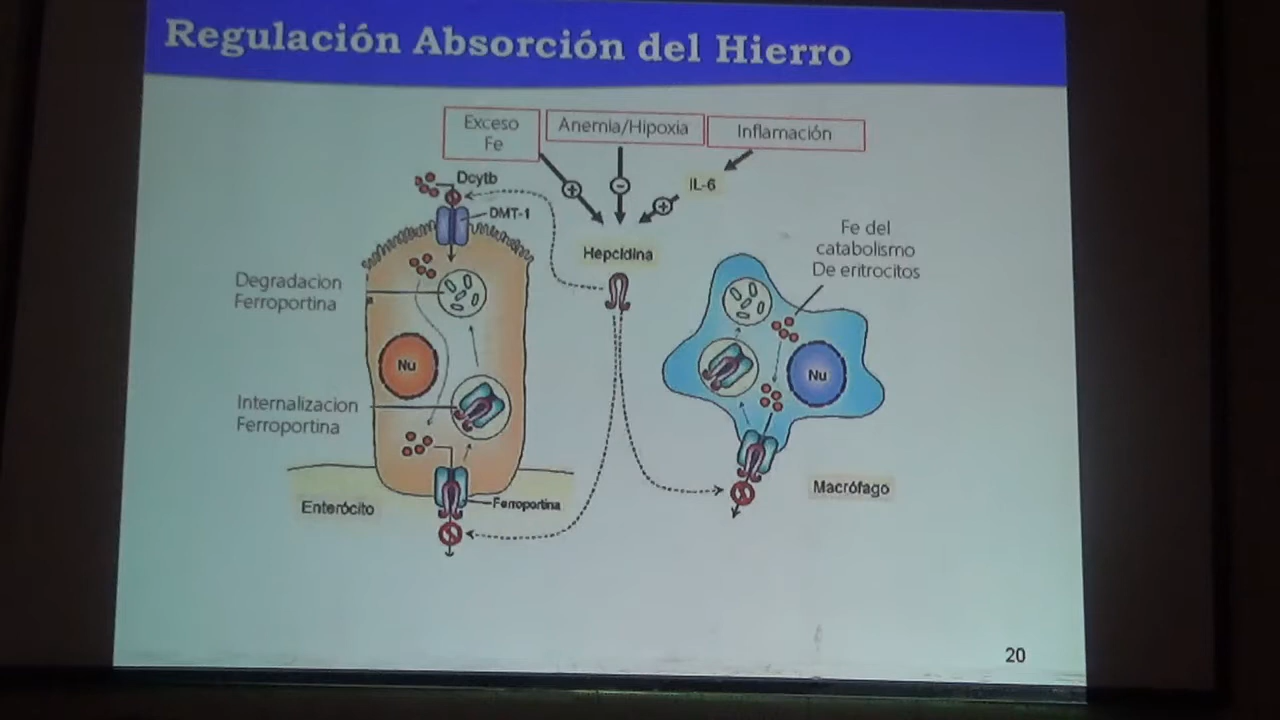 Regulación Absorción del Hierro
Exceso
Fe
Anemia/Hipoxia
Inflamación
Dcytb
IL-6
DMT-1
Hepcidina
Fe del
catabolismo
De eritrocitos
Degradacion
Ferroportina
Nu
Nu
Internalizacion
Ferroportina
Enterócito
Ferroportina
Macrófago
20